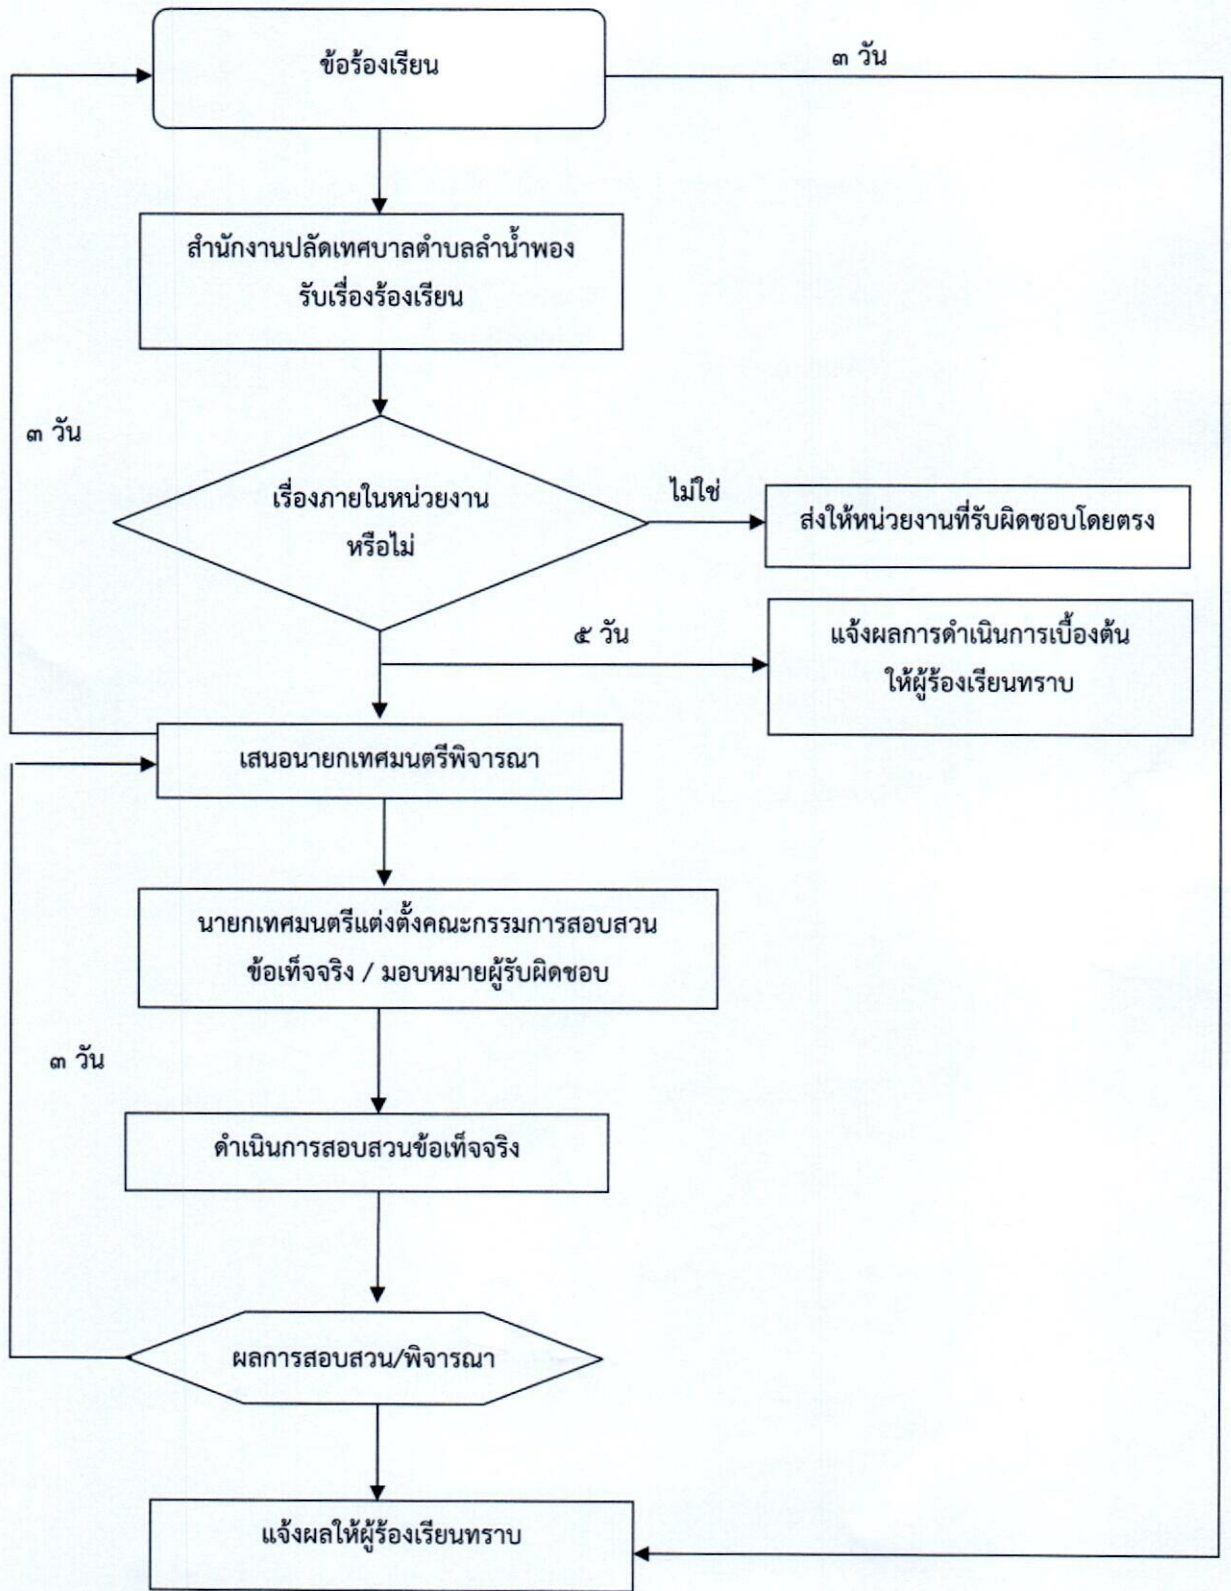 ข้อร้องเรียน
๓ วัน
สำนักงานปลัดเทศบาลตำบลลำน้ำพอง
รับเรื่องร้องเรียน
๓ วัน
เรื่องภายในหน่วยงาน
หรือไม่
ไม่ใช่
ส่งให้หน่วยงานที่รับผิดชอบโดยตรง
๕ วัน
แจ้งผลการดำเนินการเบื้องต้น
ให้ผู้ร้องเรียนทราบ
เสนอนายกเทศมนตรีพิจารณา
นายกเทศมนตรีแต่งตั้งคณะกรรมการสอบสวน
ข้อเท็จจริง / มอบหมายผู้รับผิดชอบ
๓ วัน
ดำเนินการสอบสวนข้อเท็จจริง
ผลการสอบสวน/พิจารณา
แจ้งผลให้ผู้ร้องเรียนทราบ